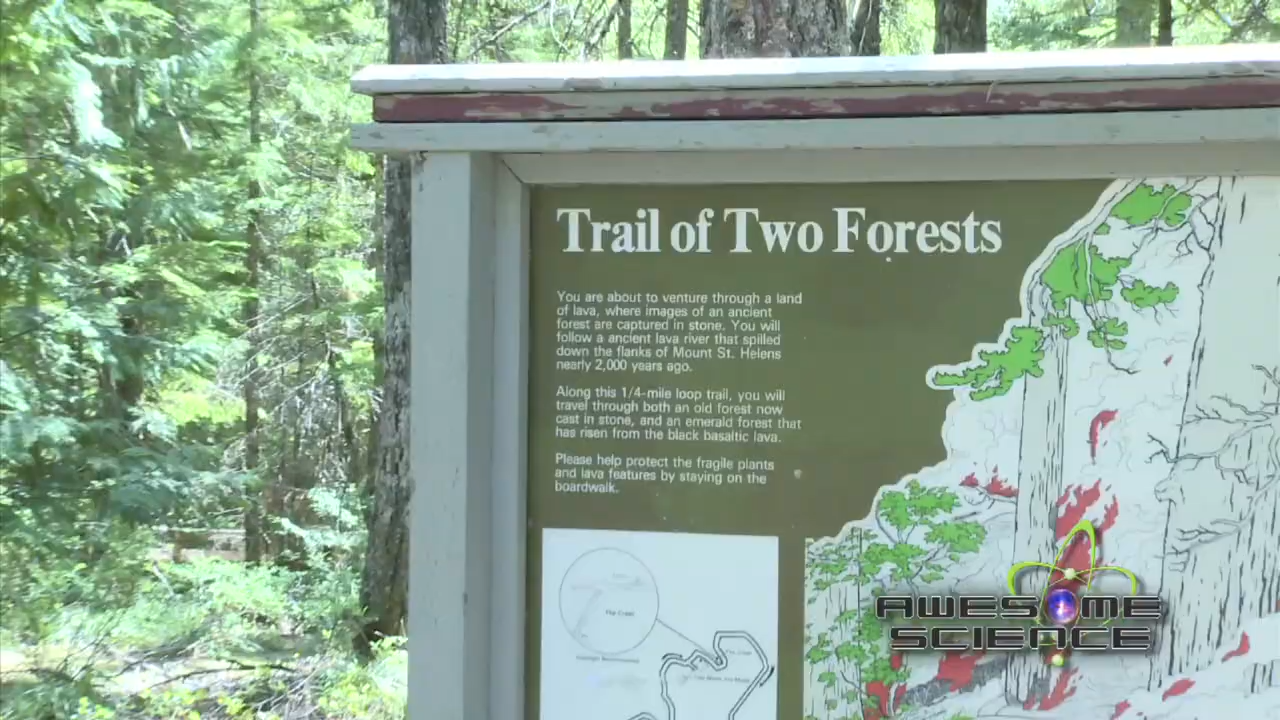 Trail of Two Forests
You are about to venture through a land
of lava, where images of an ancient
forest are captured in stone. You will
follow a ancient lava river that spilled
down the flanks of Mount St. Helens
nearly 2,000 years ago.
Along this 1/4-mile loop trail, you will
travel through both an old forest now
cast in stone, and an emerald forest that
has risen from the black basaltic lava.
Please help protect the fragile plants
and lava features by staying on the
boardwalk.
The Crawl
The Crawl
AWESOME
SCIENCE